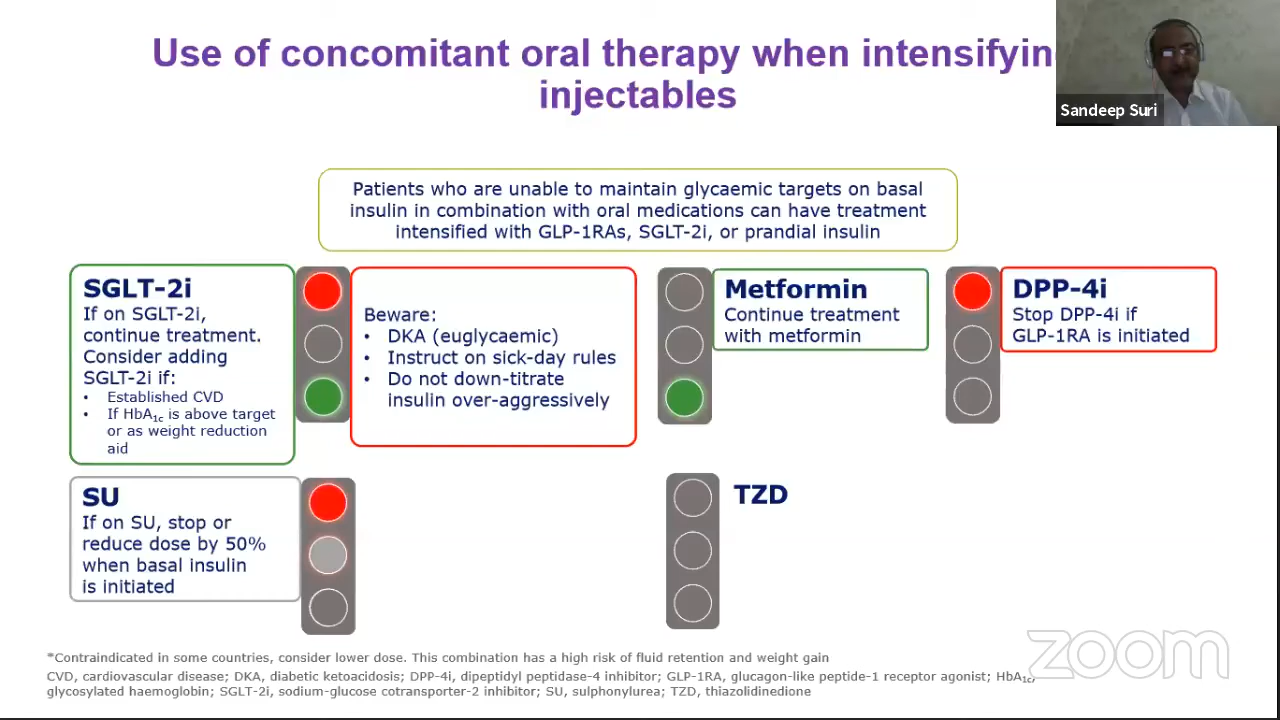 Use of concomitant oral therapy when intensifying
injectables
Sandeep Suri
Patients who are unable to maintain glycaemic targets on basal
insulin in combination with oral medications can have treatment
intensified with GLP-1RAs, SGLT-2i, or prandial insulin
SGLT-2i
If on SGLT-2i,
continue treatment.
Consider adding
SGLT-2i if:
• Established CVD
• If HbA1c is above target
or as weight reduction
aid
Beware:
• DKA (euglycaemic)
• Instruct on sick-day rules
• Do not down-titrate
insulin over-aggressively
Metformin
Continue treatment
with metformin
DPP-4i
Stop DPP-4i if
GLP-1RA is initiated
SU
If on SU, stop or
reduce dose by 50%
when basal insulin
is initiated
TZD
*Contraindicated in some countries, consider lower dose. This combination has a high risk of fluid retention and weight gain
CVD, cardiovascular disease; DKA, diabetic ketoacidosis; DPP-4i, dipeptidyl peptidase-4 inhibitor; GLP-1RA, glucagon-like peptide-1 receptor agonist; HbA1c,
glycosylated haemoglobin; SGLT-2i, sodium-glucose cotransporter-2 inhibitor; SU, sulphonylurea; TZD, thiazolidinedione
zoom